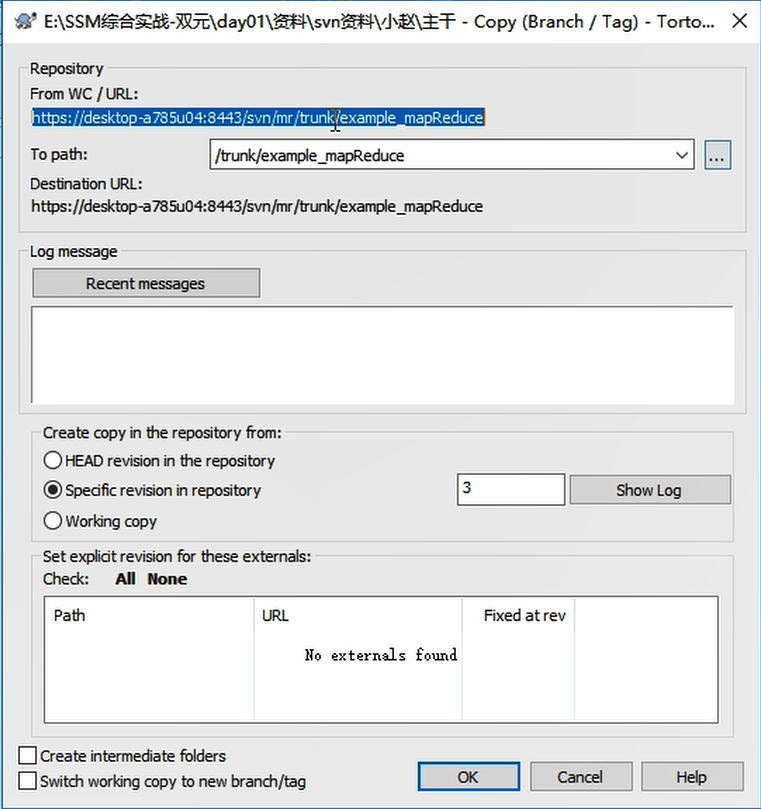 E:\SSM综合实战-双元\day01\资料\svn资料\小赵\主干 - Copy (Branch / Tag) - Torto...
Repository
From WC / URL:
https://desktop-a785u04:8443/svn/mr/trunk/example_mapReduce
To path:
/trunk/example_mapReduce
...
Destination URL:
https://desktop-a785u04:8443/svn/mr/trunk/example_mapReduce
Log message
Recent messages
Create copy in the repository from:
HEAD revision in the repository
Specific revision in repository
3
Show Log
Working copy
Set explicit revision for these externals:
Check: All None
Path URL Fixed at rev
No externals found
Create intermediate folders
Switch working copy to new branch/tag
OK Cancel Help